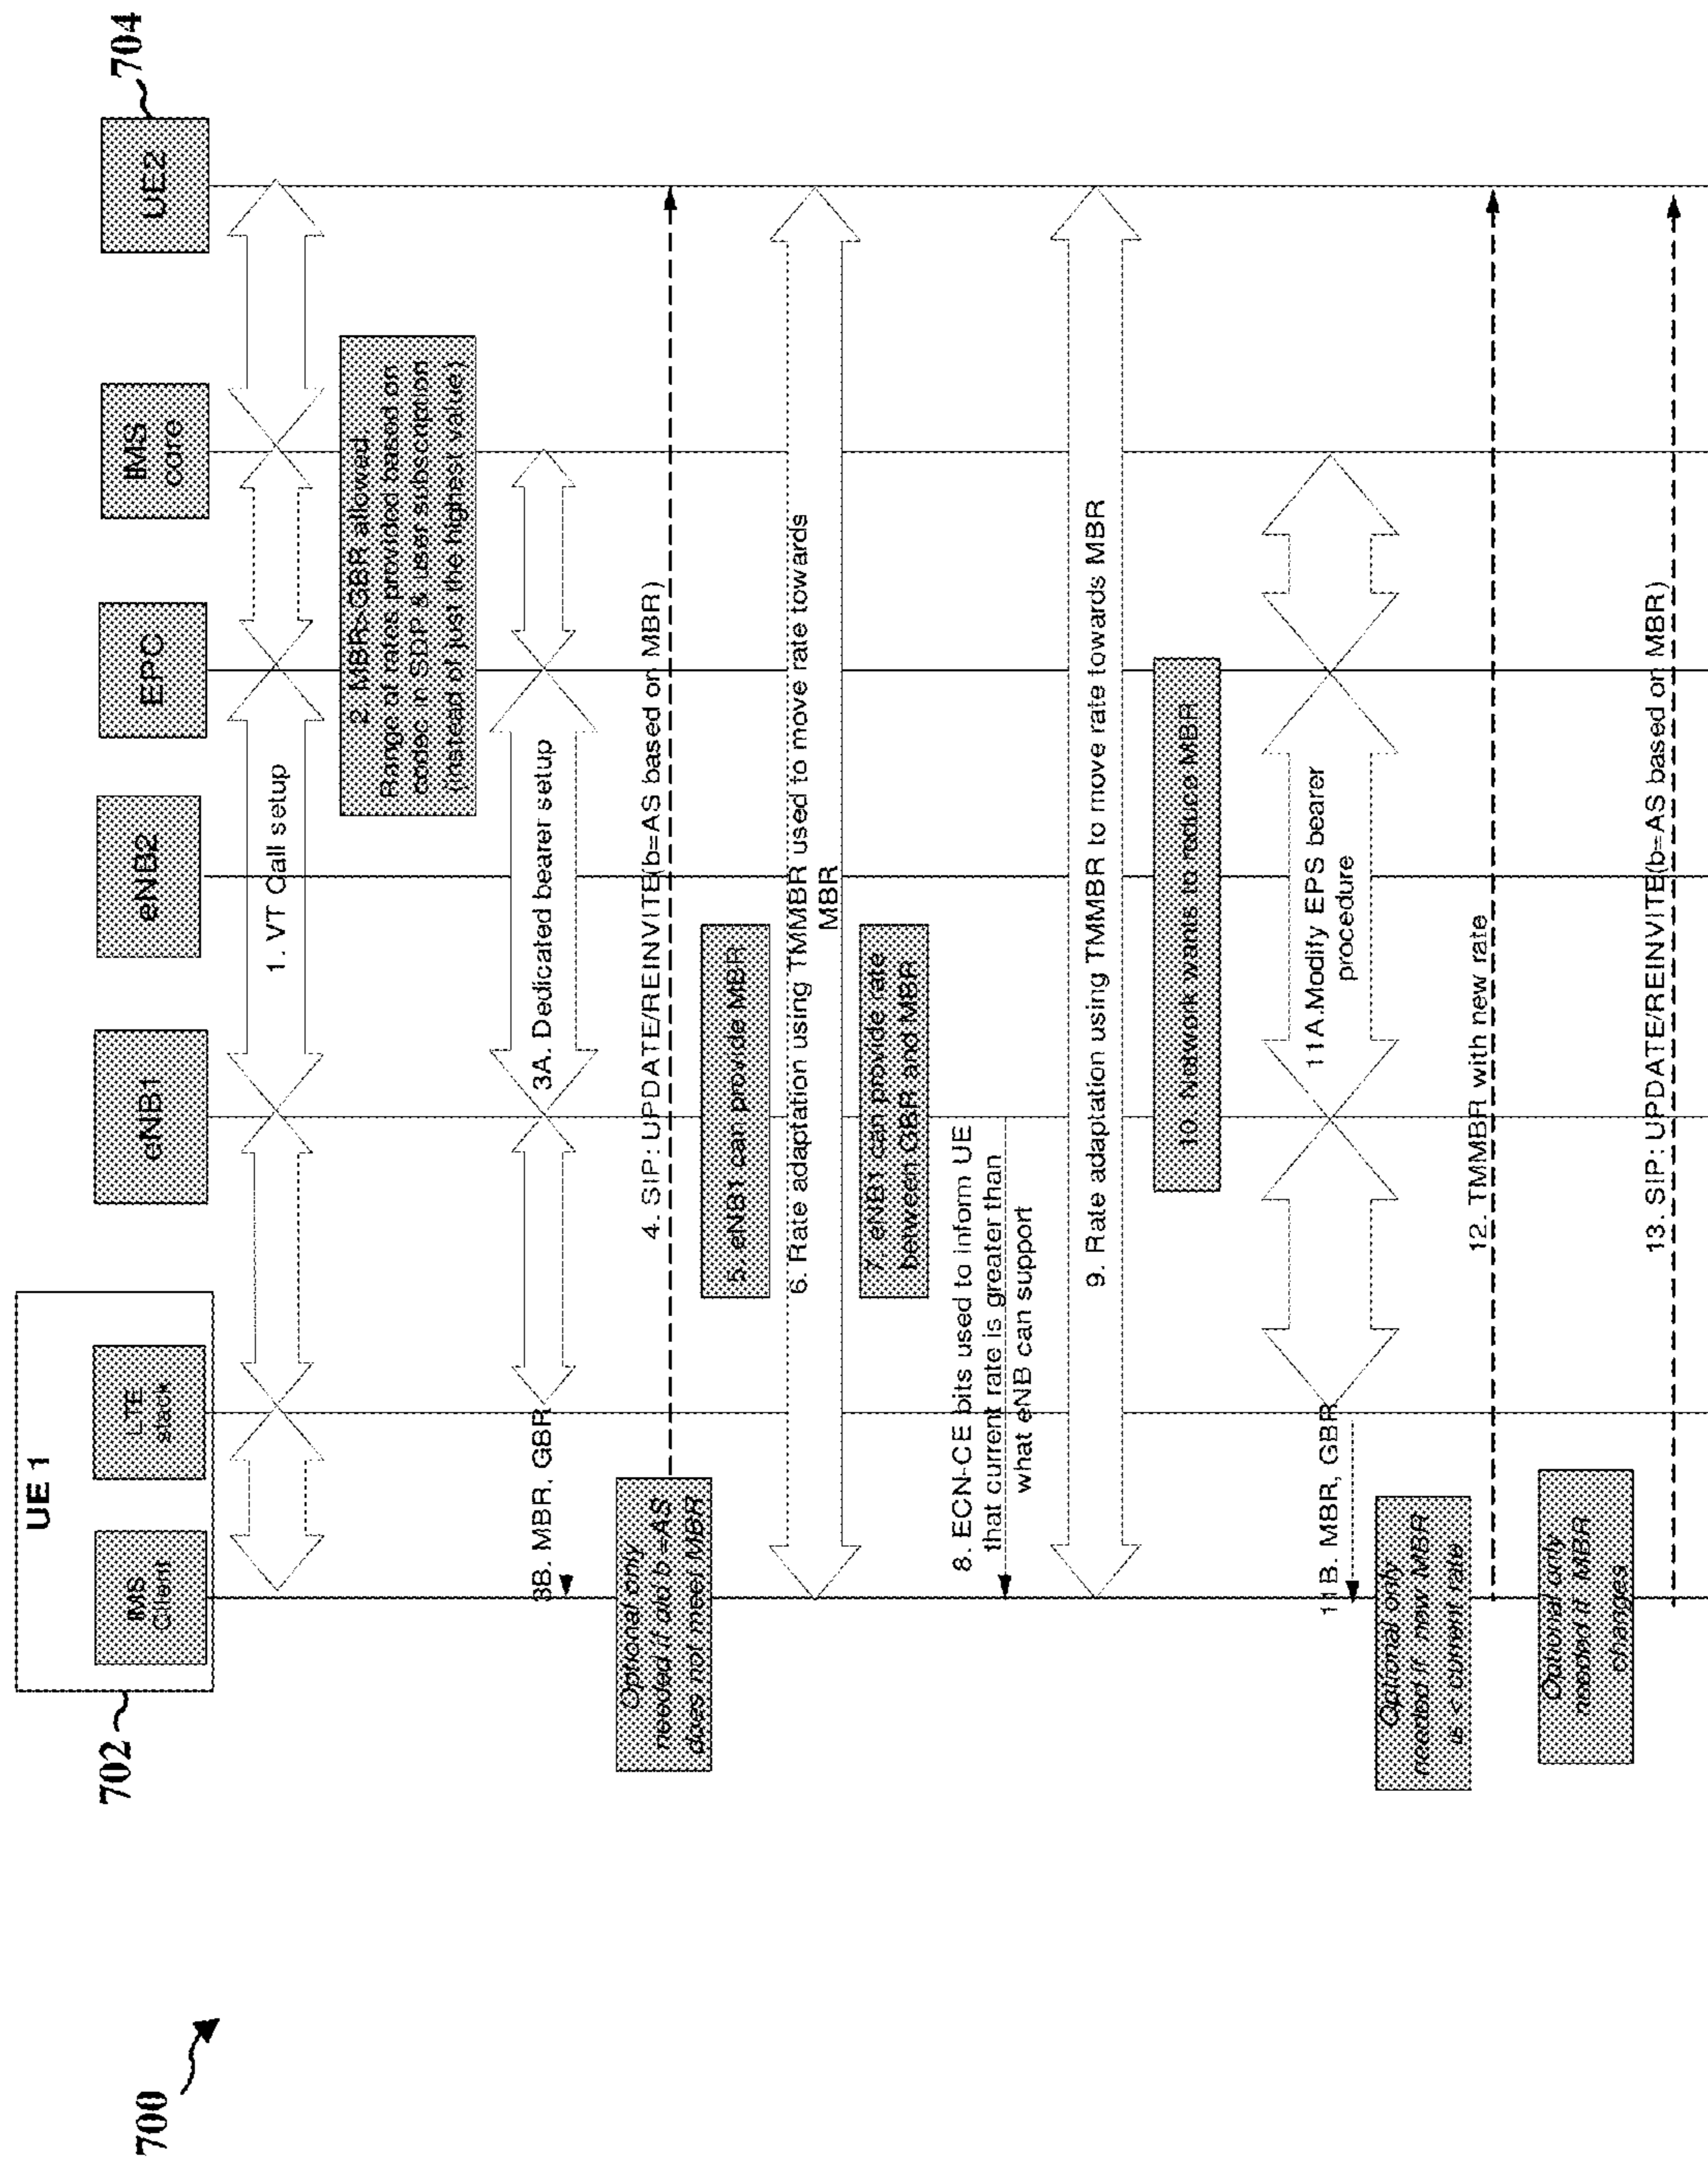 700
702
704
UE 1
IMS
Client
LTE
stack
eNB1
eNB2
EPC
IMS
core
UE2
1. VT Call setup
2. MBR>GBR allowed,
Range of rates provided based on
codec in SDP & user subscription
(instead of just the highest value)
3A. Dedicated bearer setup
3B. MBR, GBR
Optional only
needed if old b=AS
does not meet MBR
4. SIP: UPDATE/REINVITE(b=AS based on MBR)
5. eNB1 can provide MBR
6. Rate adaptation using TMMBR used to move rate towards
MBR
7. eNB1 can provide rate
between GBR and MBR
8. ECN-CE bits used to inform UE
that current rate is greater than
what eNB can support
9. Rate adaption using TMMBR to move rate towards MBR
10. Network wants to reduce MBR
11A.Modify EPS bearer
procedure
11B. MBR, GBR
Optional only
needed if new MBR
is < current rate
12. TMMBR with new rate
Optional only
needed if MBR
changes
13. SIP: UPDATE/REINVITE(b=AS based on MBR)